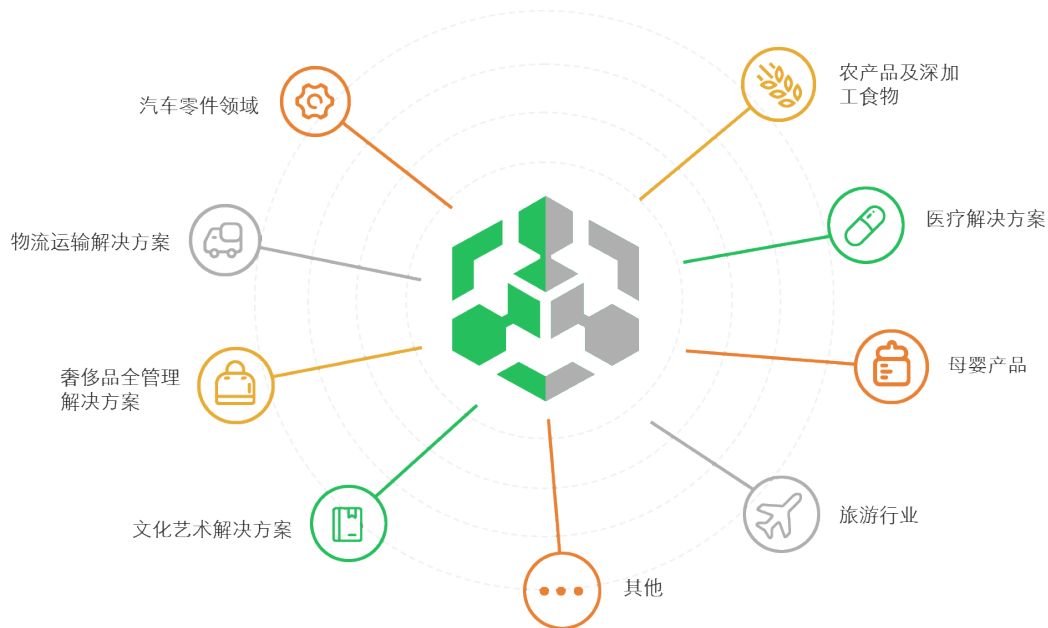 汽车零件领域
农产品及深加
工食物
物流运输解决方案
医疗解决方案
奢侈品全管理
解决方案
母婴产品
文化艺术解决方案
旅游行业
其他